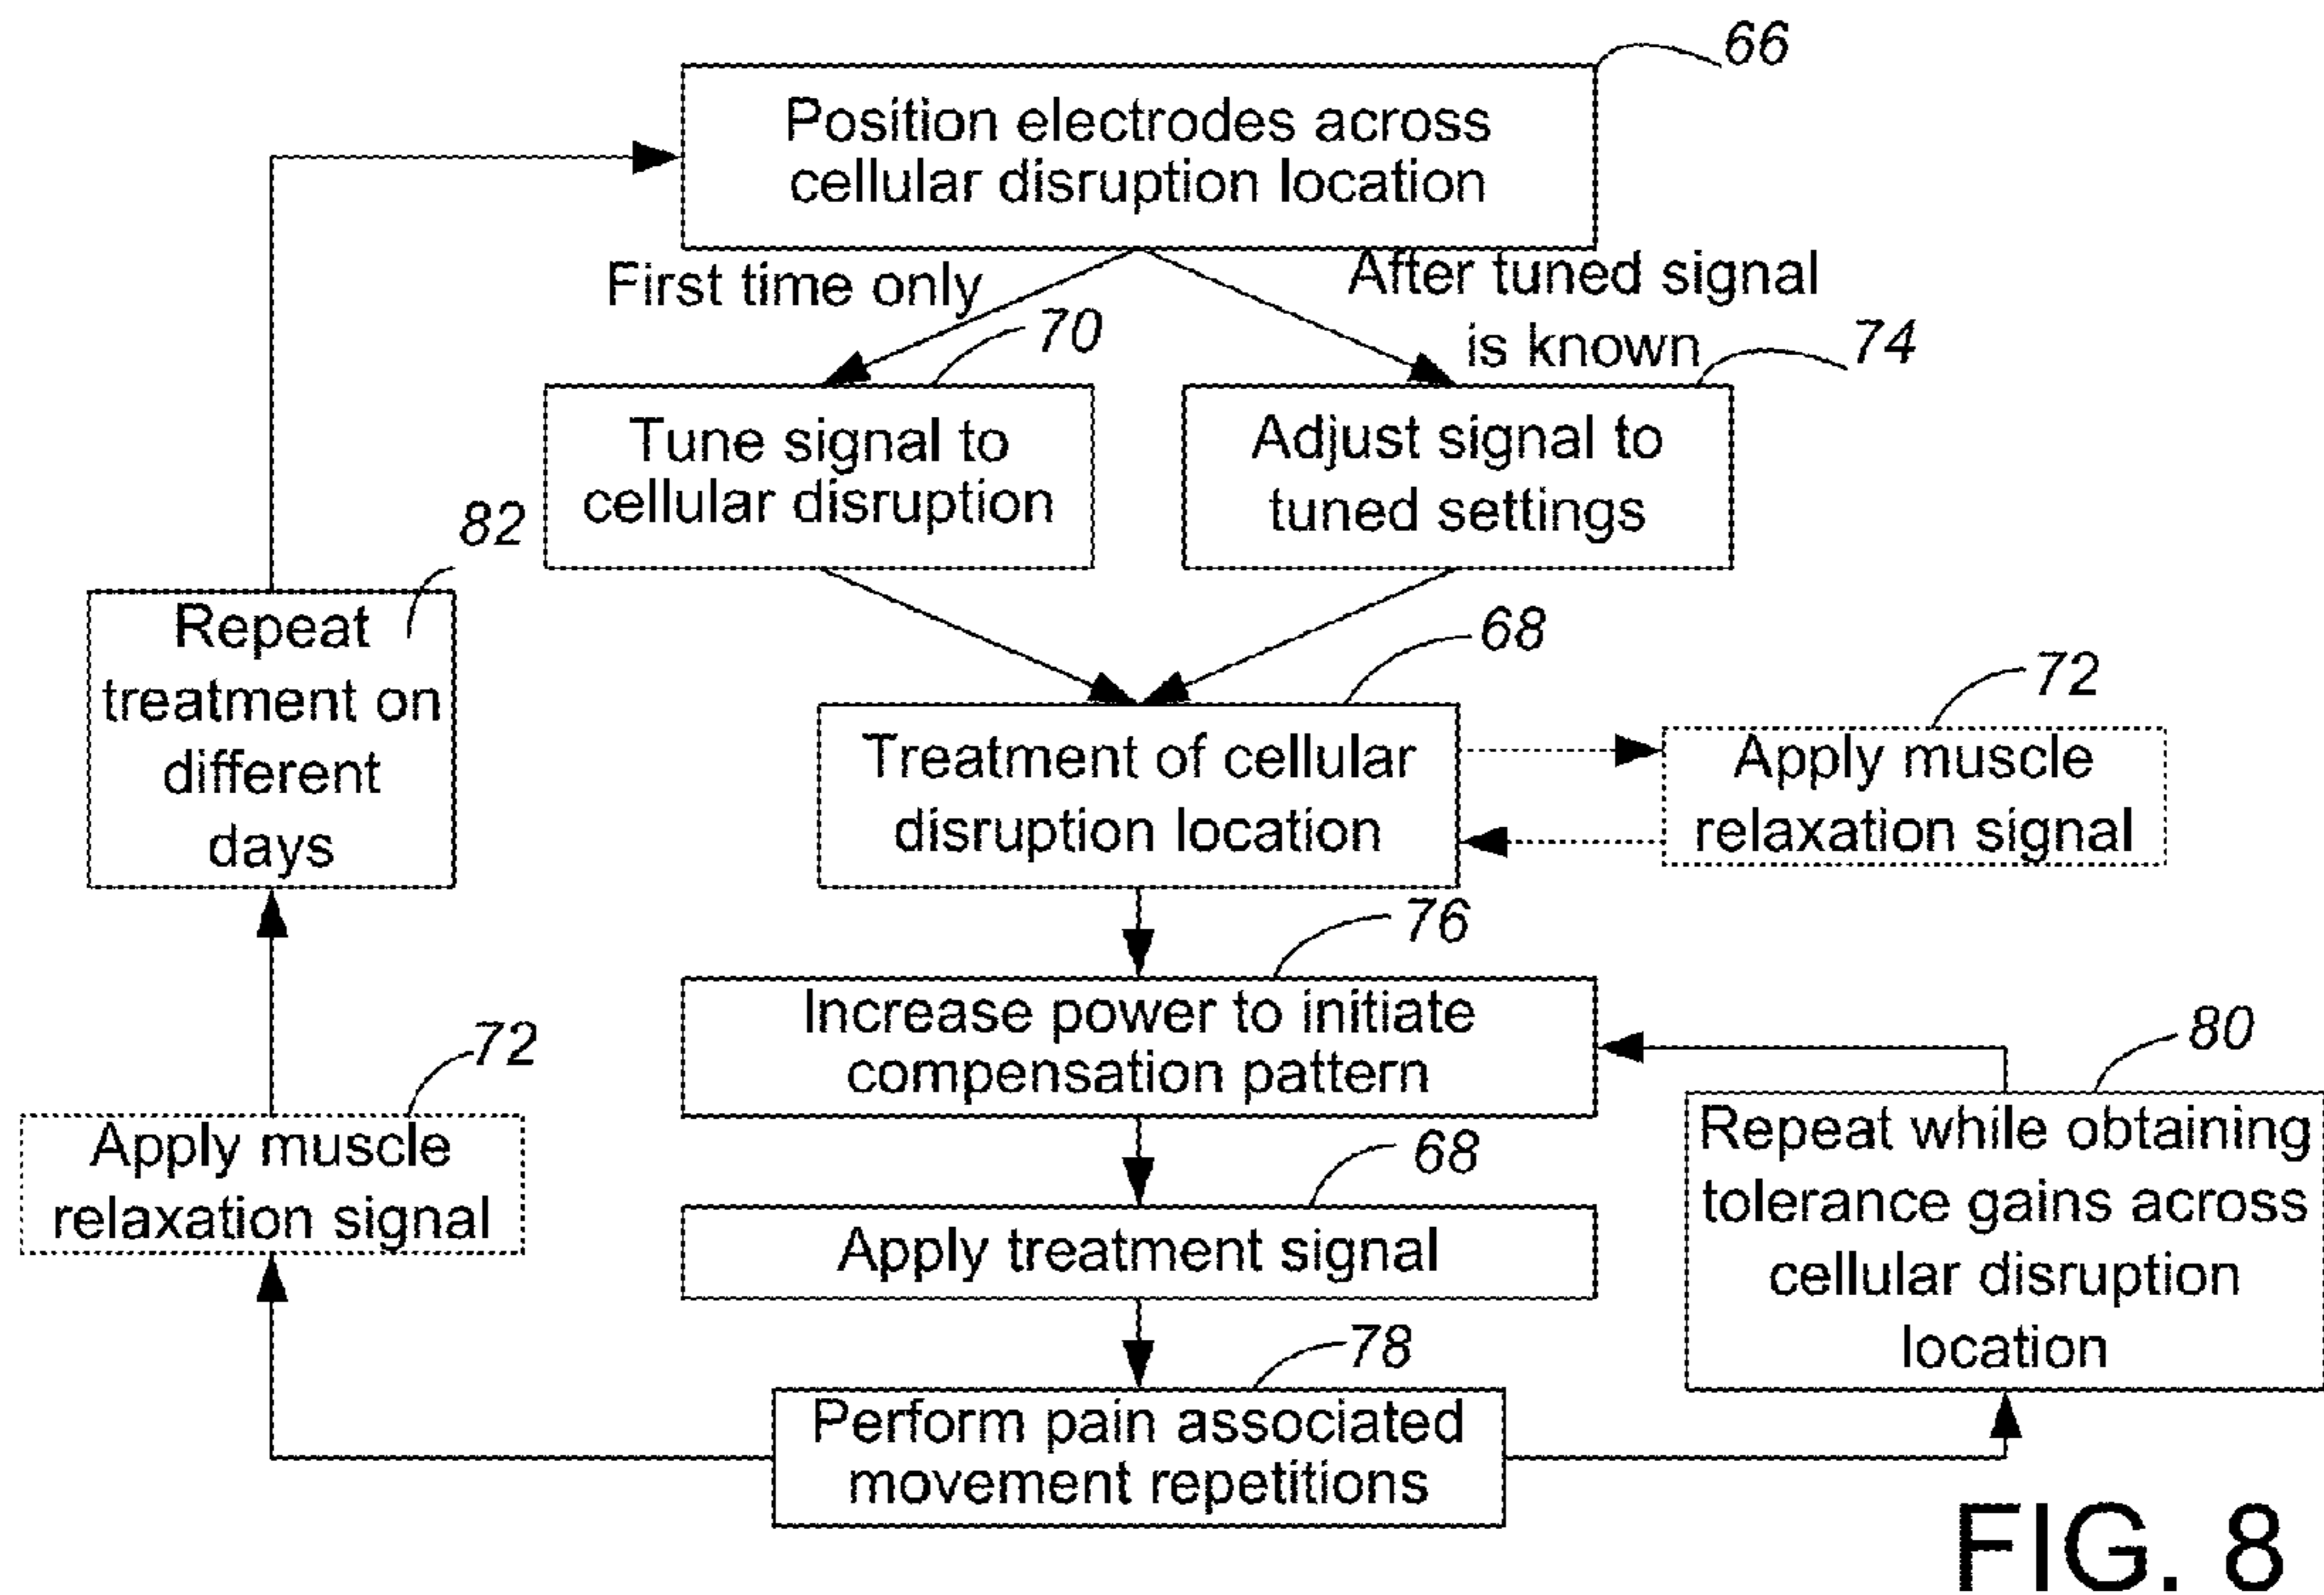 66
Position electrodes across
cellular disruption location
First time only
After tuned signal
is known
70
74
Tune signal to
cellular disruption
Adjust signal to
tuned settings
82
Repeat
treatment on
different
days
68
Treatment of cellular
disruption location
72
Apply muscle
relaxation signal
76
Increase power to initiate
compensation pattern
72
Apply muscle
relaxation signal
80
Repeat while obtaining
tolerance gains across
cellular disruption
location
68
Apply treatment signal
78
Perform pain associated
movement repetitions
FIG. 8